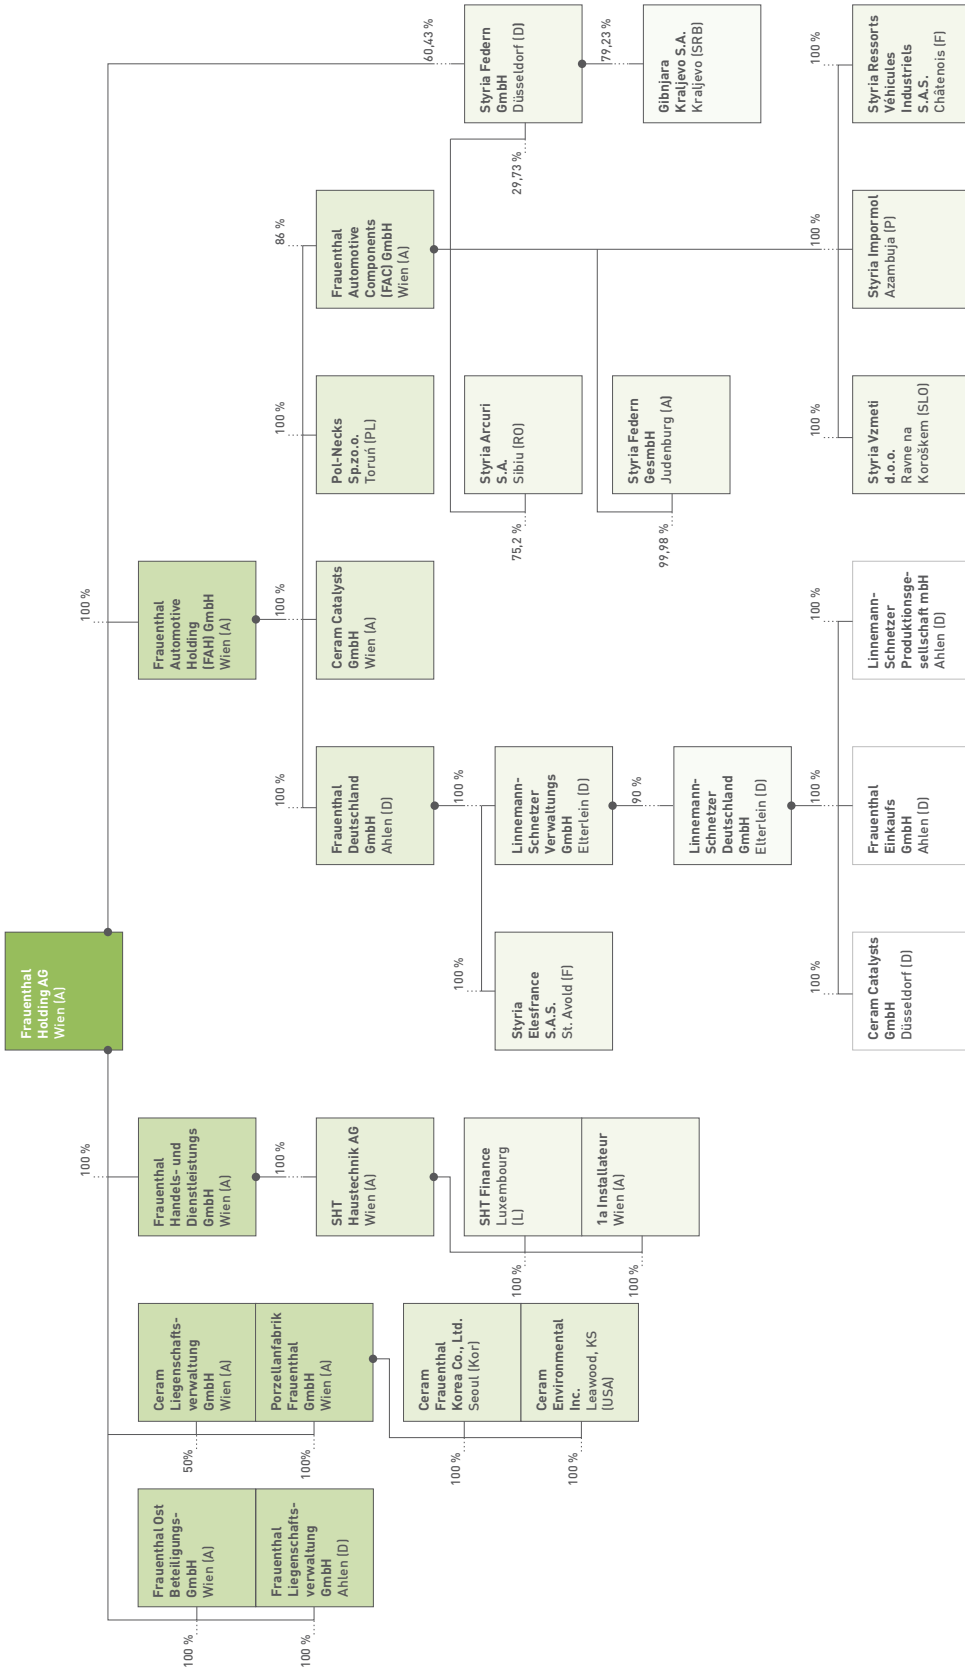 Frauenthal
Holding AG
Wien (A)
100 %
Frauenthal Ost
Beteiligungs-
GmbH
Wien (A)
100 %
Frauenthal
Liegenschafts-
verwaltung
GmbH
Ahlen (D)
50%
Ceram
Liegenschafts-
verwaltung
GmbH
Wien (A)
100%
Porzellanfabrik
Frauenthal
GmbH
Wien (A)
100 %
Ceram
Frauenthal
Korea Co., Ltd.
Seoul (Kor)
100 %
Ceram
Environmental
Inc.
Leawood, KS
(USA)
100 %
Frauenthal
Handels- und
Dienstleistungs
GmbH
Wien (A)
100 %
SHT
Haustechnik AG
Wien (A)
100 %
SHT Finance
Luxembourg
(L)
100 %
1a Installateur
Wien (A)
100 %
Frauenthal
Automotive
Holding
(FAH) GmbH
Wien (A)
100 %
Frauenthal
Deutschland
GmbH
Ahlen (D)
100 %
Ceram Catalysts
GmbH
Wien (A)
100 %
Pol-Necks
Sp.zo.o.
Toruń (PL)
86 %
Frauenthal
Automotive
Components
(FAC) GmbH
Wien (A)
60,43 %
Styria Federn
GmbH
Düsseldorf (D)
29,73 %
79,23 %
Gibnjara
Kraljevo S.A.
Kraljevo (SRB)
75,2 %
Styria Arcuri
S.A.
Sibiu (RO)
99,98 %
Styria Federn
GesmbH
Judenburg (A)
100 %
Styria
Elesfrance
S.A.S.
St. Avold (F)
100 %
Linnemann-
Schnetzer
Verwaltungs
GmbH
Elterlein (D)
90 %
Linnemann-
Schnetzer
Deutschland
GmbH
Elterlein (D)
100 %
Ceram Catalysts
GmbH
Düsseldorf (D)
100 %
Frauenthal
Einkaufs
GmbH
Ahlen (D)
100 %
Linnemann-
Schnetzer
Produktionsge-
sellschaft mbH
Ahlen (D)
100 %
Styria Vzmeti
d.o.o.
Ravne na
Koroškem (SLO)
100 %
Styria Impormol
Azambuja (P)
100 %
Styria Ressorts
Véhicules
Industriels
S.A.S.
Châtenois (F)